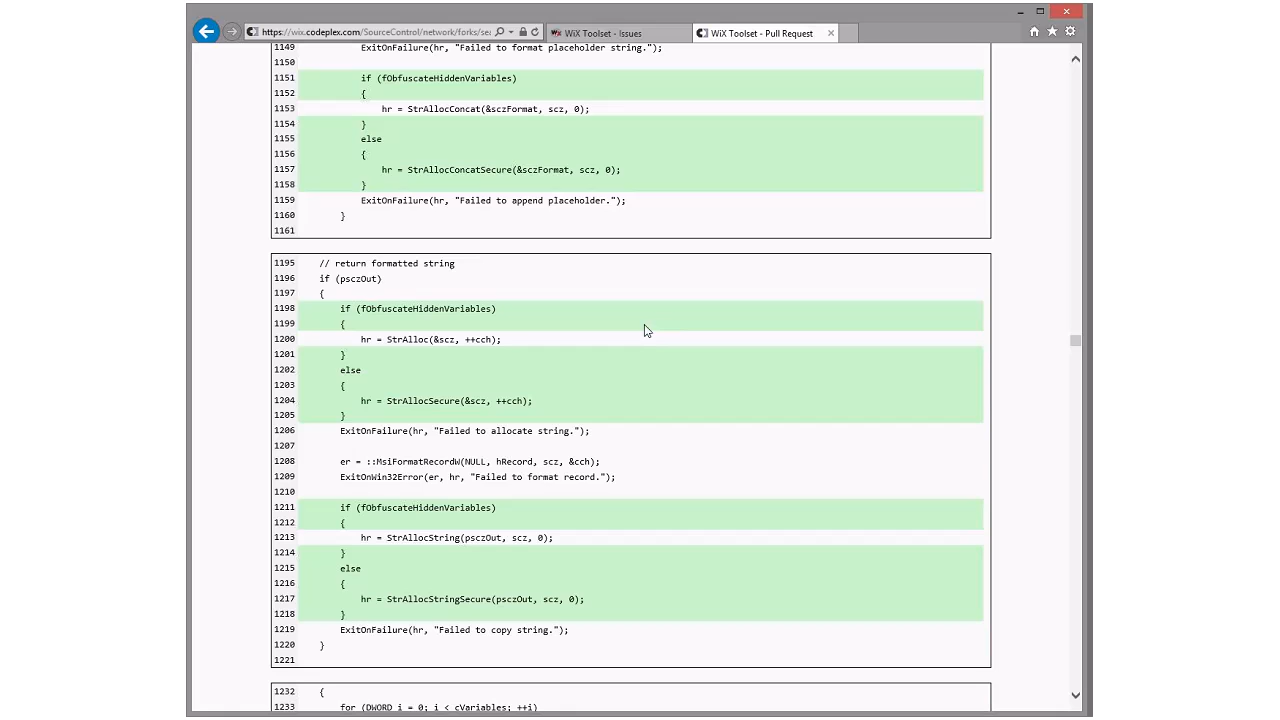 https://wix.codeplex.com/SourceControl/network/forks/sea
WiX Toolset - Issues
WiX Toolset - Pull Request
1149 ExitOnFailure(hr, "Failed to format placeholder string.");
1150
1151 if (fObfuscateHiddenVariables)
1152 {
1153 hr = StrAllocConcat(&sczFormat, scz, 0);
1154 }
1155 else
1156 {
1157 hr = StrAllocConcatSecure(&sczFormat, scz, 0);
1158 }
1159 ExitOnFailure(hr, "Failed to append placeholder.");
1160 }
1161
1195 // return formatted string
1196 if (psczOut)
1197 {
1198 if (fObfuscateHiddenVariables)
1199 {
1200 hr = StrAlloc(&scz, ++cch);
1201 }
1202 else
1203 {
1204 hr = StrAllocSecure(&scz, ++cch);
1205 }
1206 ExitOnFailure(hr, "Failed to allocate string.");
1207
1208 er = ::MsiFormatRecordW(NULL, hRecord, scz, &cch);
1209 ExitOnWin32Error(er, hr, "Failed to format record.");
1210
1211 if (fObfuscateHiddenVariables)
1212 {
1213 hr = StrAllocString(psczOut, scz, 0);
1214 }
1215 else
1216 {
1217 hr = StrAllocStringSecure(psczOut, scz, 0);
1218 }
1219 ExitOnFailure(hr, "Failed to copy string.");
1220 }
1221
1232 {
1233 for (DWORD i = 0; i < cVariables; ++i)